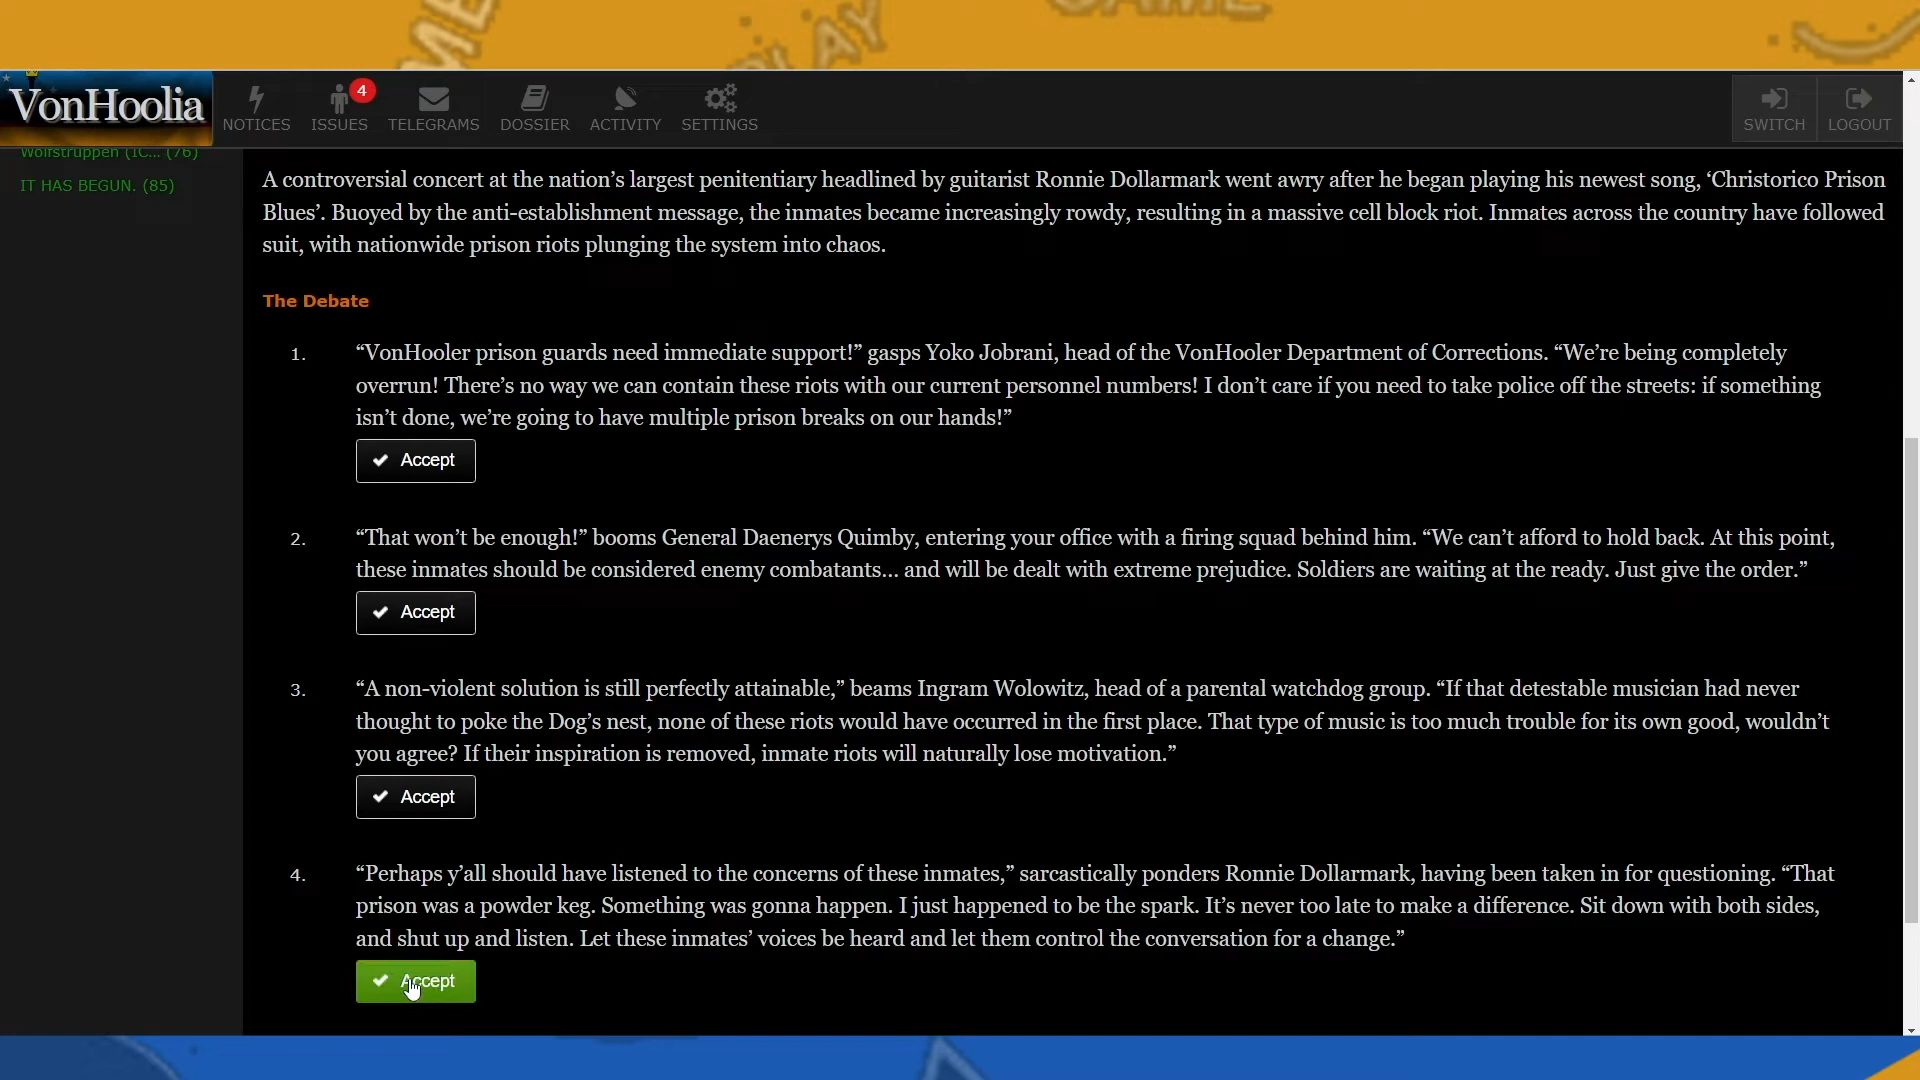 GAME
PLAY
GAME
VonHoolia
NOTICES
4
ISSUES
TELEGRAMS
DOSSIER
ACTIVITY
SETTINGS
SWITCH
LOGOUT
Wolfstruppen (IC... (76)
IT HAS BEGUN. (85)
A controversial concert at the nation’s largest penitentiary headlined by guitarist Ronnie Dollarmark went awry after he began playing his newest song, ‘Christorico Prison
Blues’. Buoyed by the anti-establishment message, the inmates became increasingly rowdy, resulting in a massive cell block riot. Inmates across the country have followed
suit, with nationwide prison riots plunging the system into chaos.
The Debate
1. “VonHooler prison guards need immediate support!” gasps Yoko Jobrani, head of the VonHooler Department of Corrections. “We’re being completely
overrun! There’s no way we can contain these riots with our current personnel numbers! I don’t care if you need to take police off the streets: if something
isn’t done, we’re going to have multiple prison breaks on our hands!”
Accept
2. “That won’t be enough!” booms General Daenerys Quimby, entering your office with a firing squad behind him. “We can’t afford to hold back. At this point,
these inmates should be considered enemy combatants... and will be dealt with extreme prejudice. Soldiers are waiting at the ready. Just give the order.”
Accept
3. “A non-violent solution is still perfectly attainable,” beams Ingram Wolowitz, head of a parental watchdog group. “If that detestable musician had never
thought to poke the Dog’s nest, none of these riots would have occurred in the first place. That type of music is too much trouble for its own good, wouldn’t
you agree? If their inspiration is removed, inmate riots will naturally lose motivation.”
Accept
4. “Perhaps y’all should have listened to the concerns of these inmates,” sarcastically ponders Ronnie Dollarmark, having been taken in for questioning. “That
prison was a powder keg. Something was gonna happen. I just happened to be the spark. It’s never too late to make a difference. Sit down with both sides,
and shut up and listen. Let these inmates’ voices be heard and let them control the conversation for a change.”
Accept